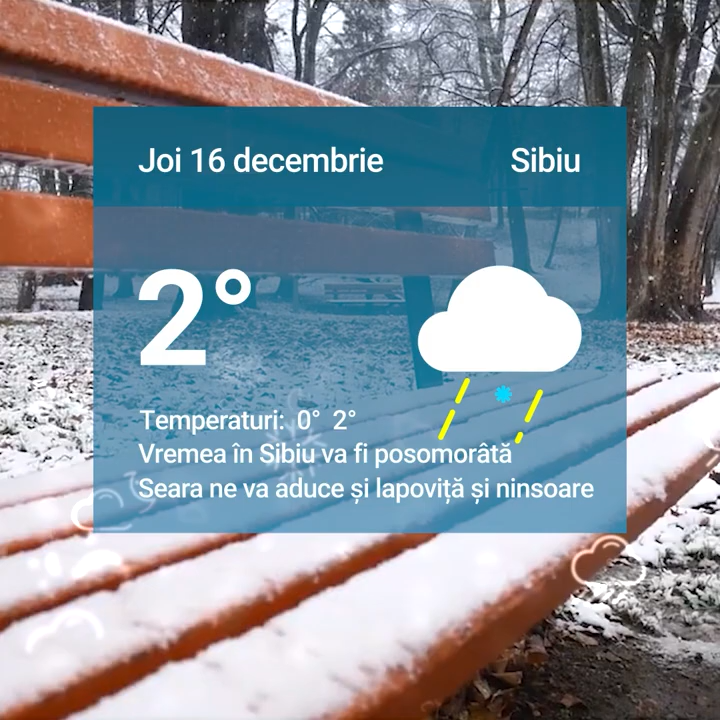 Joi 16 decembrie Sibiu
2°
Temperaturi: 0° 2°
Vremea în Sibiu va fi posomorâtă
Seara ne va aduce și lapoviță și ninsoare